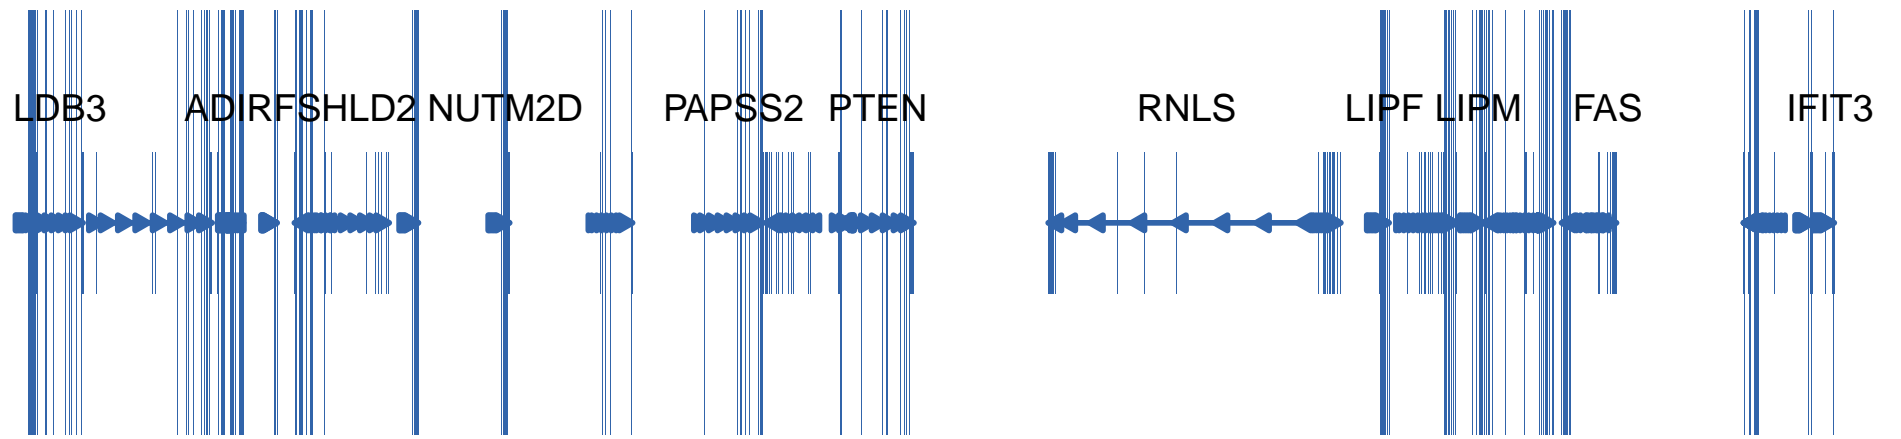 LDB3 ADIRFSHLD2 NUTM2D PAPSS2 PTEN RNLS LIPF LIPM FAS IFIT3